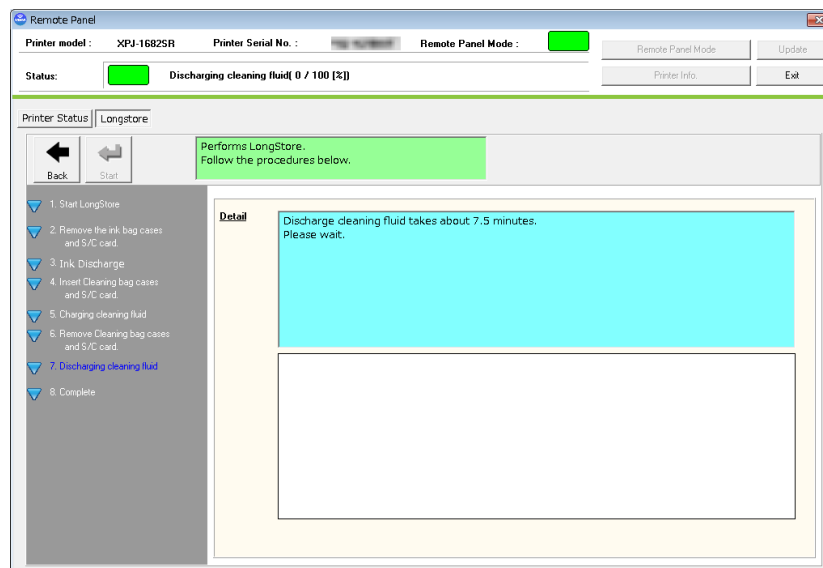 Remote Panel
Printer model : XPJ-1682SR Printer Serial No. : Remote Panel Mode :
Remote Panel Mode Update
Status: Discharging cleaning fluid( 0 / 100 [%])
Printer Info. Exit
Printer Status Longstore
Back Start
Performs LongStore.
Follow the procedures below.
1. Start LongStore
2. Remove the ink bag cases
and S/C card.
3. Ink Discharge
4. Insert Cleaning bag cases
and S/C card.
5. Charging cleaning fluid
6. Remove Cleaning bag cases
and S/C card.
7. Discharging cleaning fluid
8. Complete
Detail
Discharge cleaning fluid takes about 7.5 minutes.
Please wait.